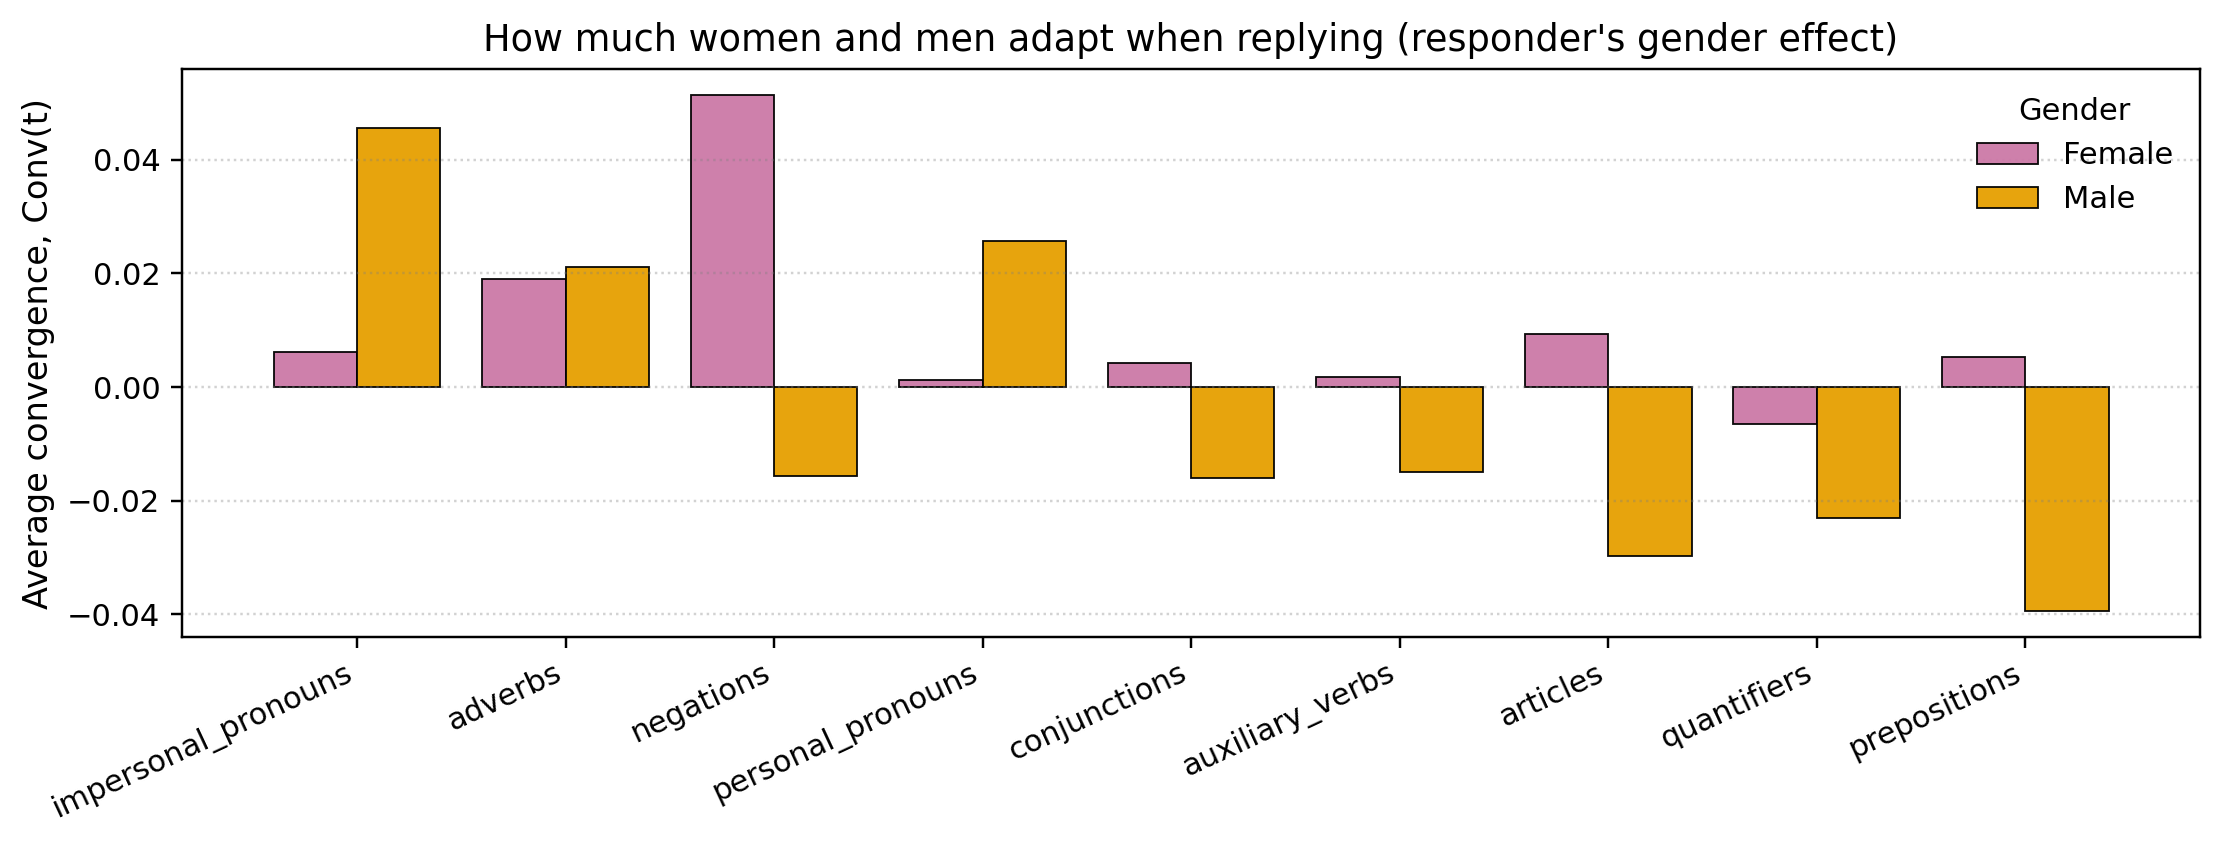 How much women and men adapt when replying (responder's gender effect)
Average convergence, Conv(t)
0.04
0.02
0.00
−0.02
−0.04
Gender
Female
Male
impersonal_pronouns
adverbs
negations
personal_pronouns
conjunctions
auxiliary_verbs
articles
quantifiers
prepositions